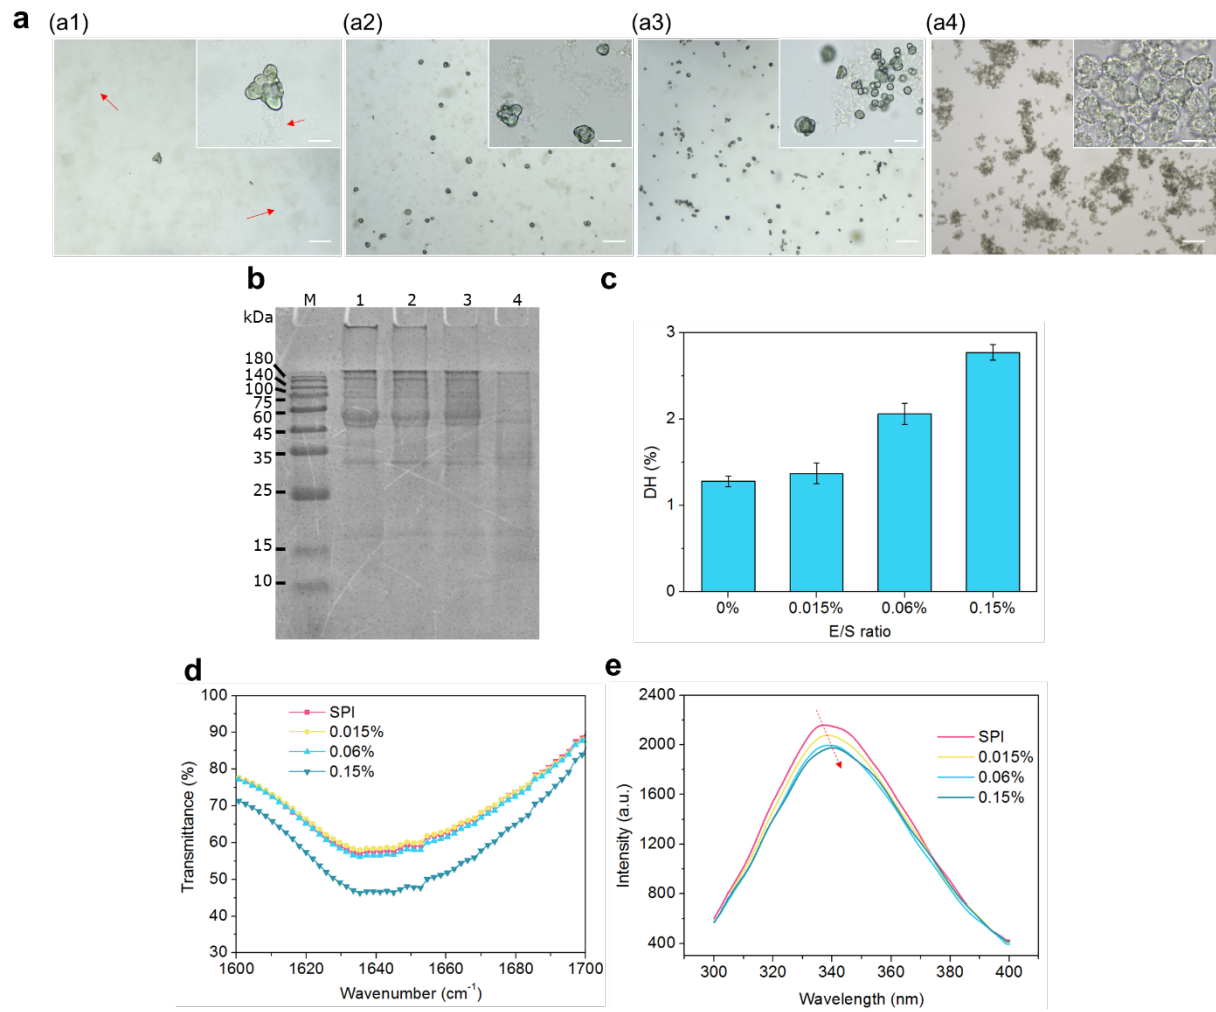 a
(a1) (a2) (a3) (a4)
b
M 1 2 3 4
kDa
180
140
100
75
60
45
35
25
15
10
c
3
2
1
0
DH (%)
0% 0.015% 0.06% 0.15%
E/S ratio
d
100
90
80
70
60
50
40
30
Transmittance (%)
SPI
0.015%
0.06%
0.15%
1600 1620 1640 1660 1680 1700
Wavenumber (cm⁻¹)
e
2400
2000
1600
1200
800
400
Intensity (a.u.)
SPI
0.015%
0.06%
0.15%
300 320 340 360 380 400
Wavelength (nm)